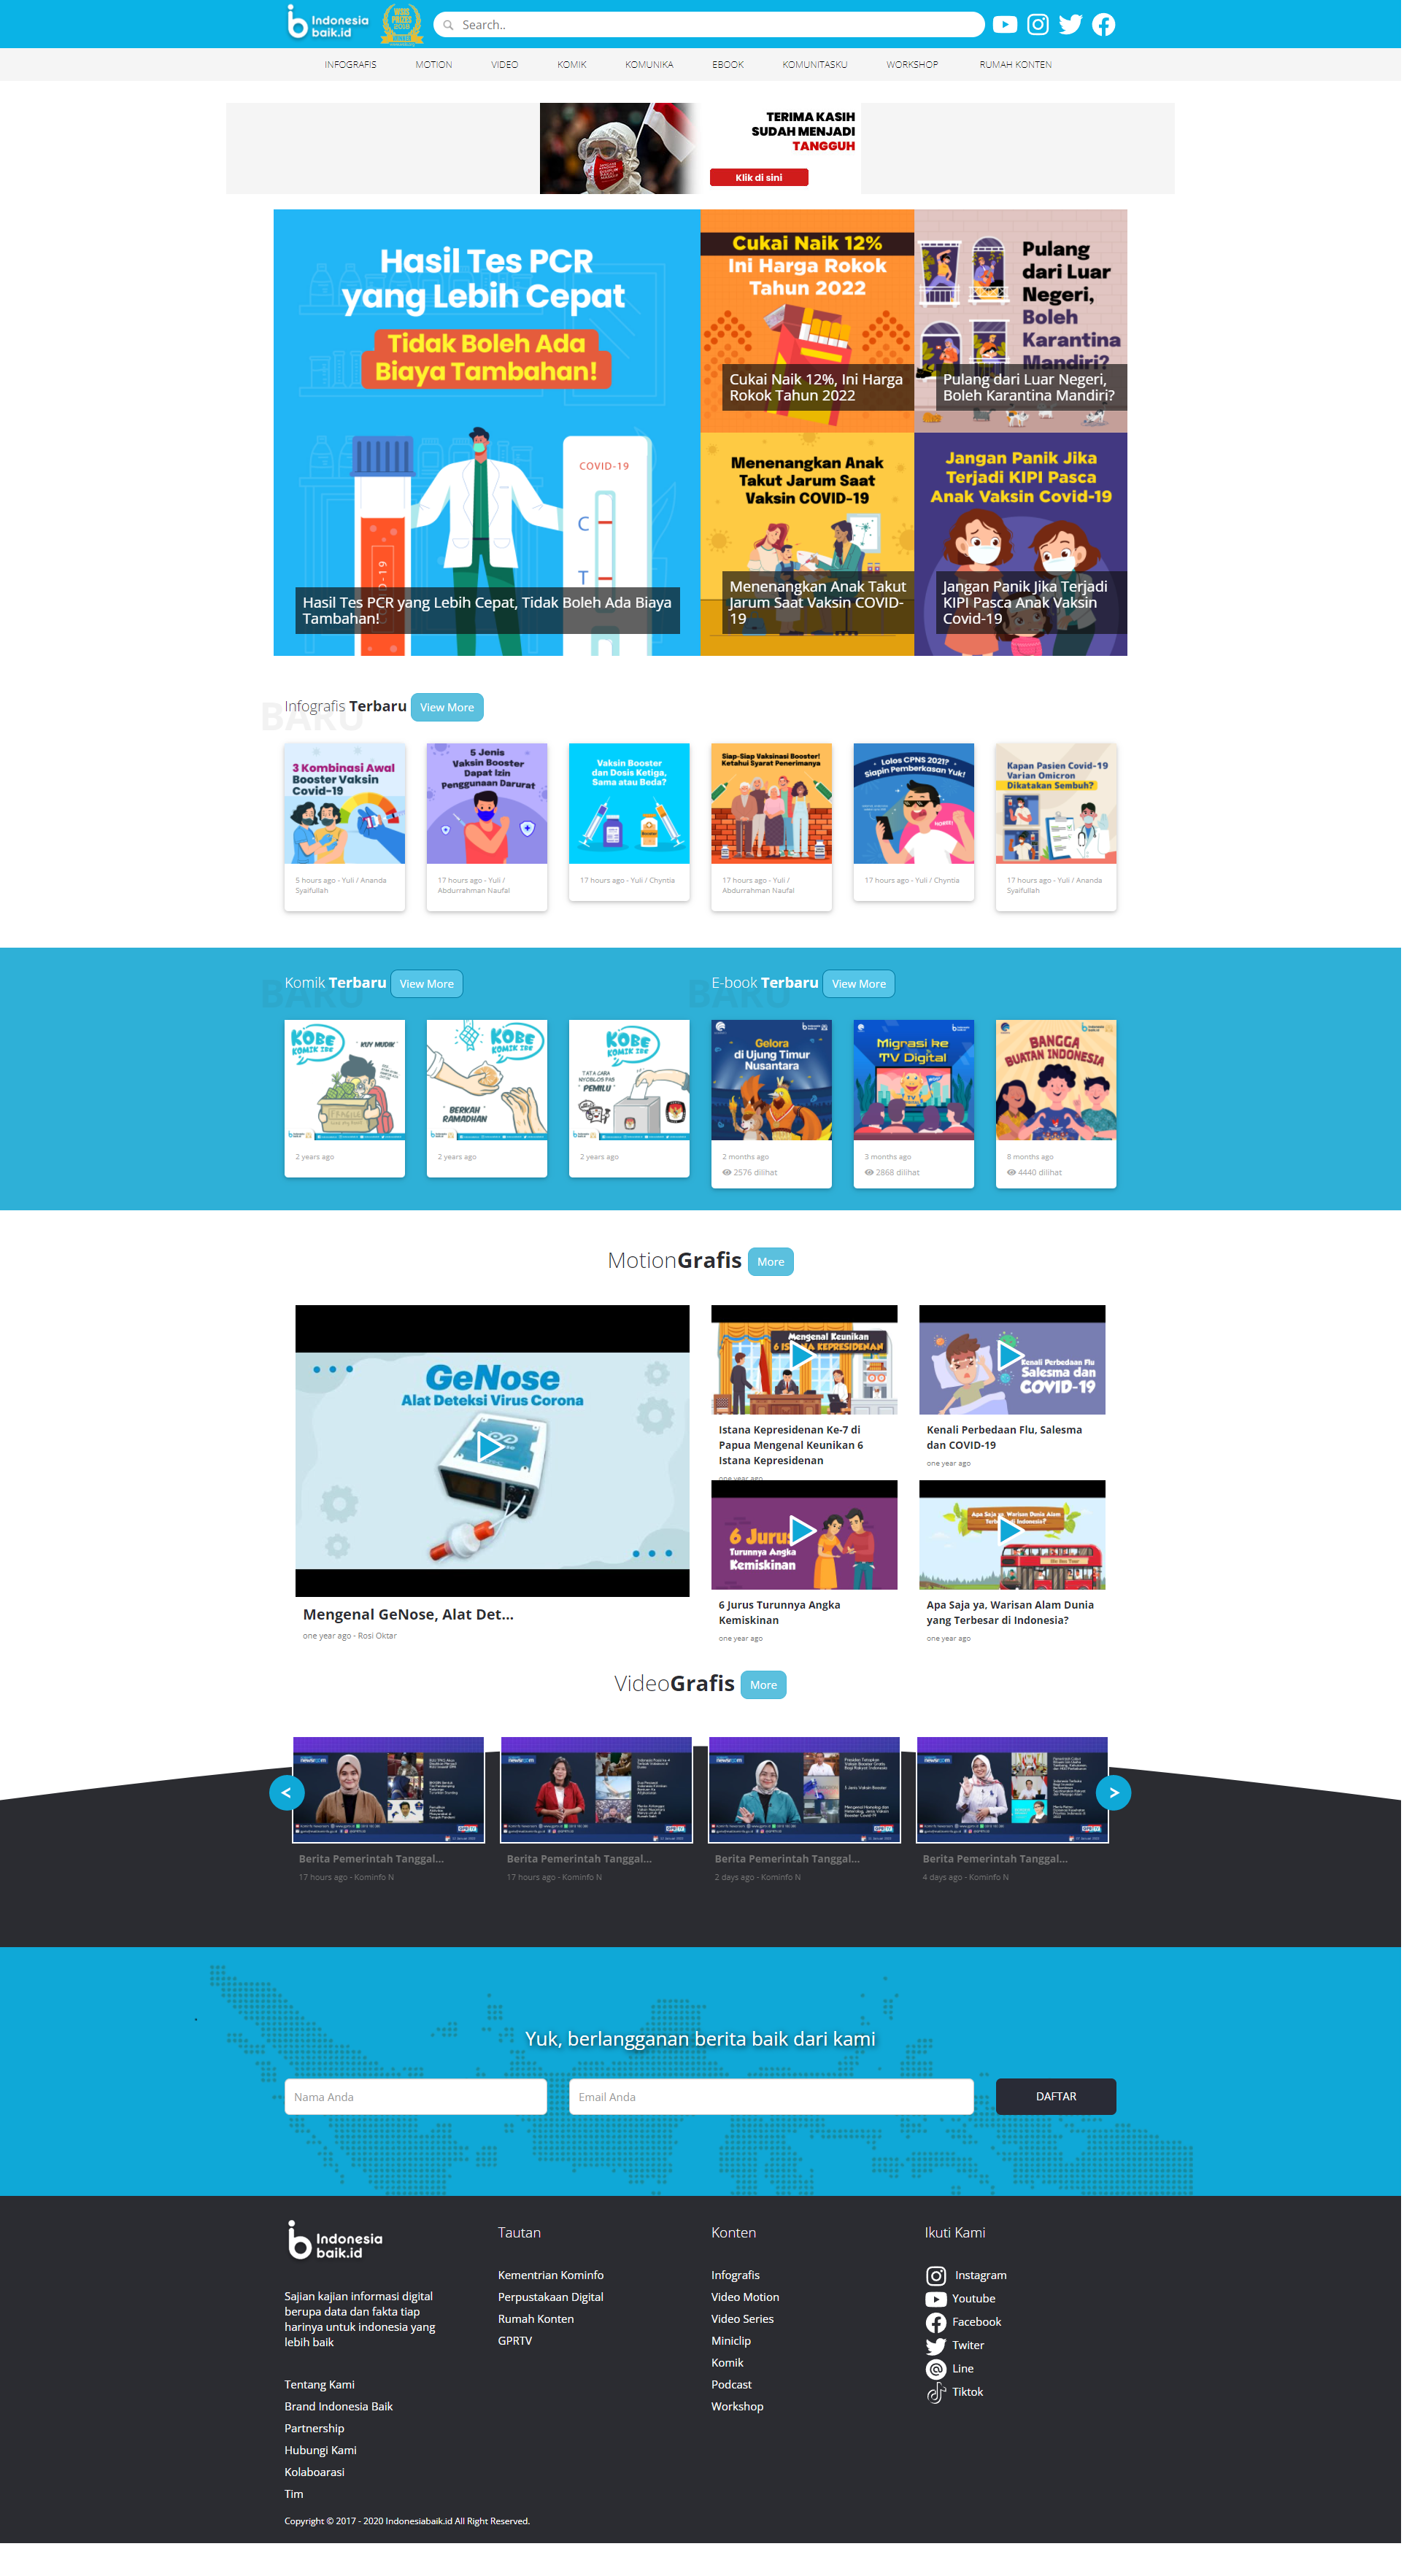 Indonesia
baik.id
WSIS
PRIZES
2019
Search..
INFOGRAFIS
MOTION
VIDEO
KOMIK
KOMUNIKA
EBOOK
KOMUNITASKU
WORKSHOP
RUMAH KONTEN
TERIMA KASIH
SUDAH MENJADI
TANGGUH
Klik di sini
Hasil Tes PCR
yang Lebih Cepat
Tidak Boleh Ada
Biaya Tambahan!
COVID-19
C
T
Hasil Tes PCR yang Lebih Cepat, Tidak Boleh Ada Biaya
Tambahan!
Cukai Naik 12%
Ini Harga Rokok
Tahun 2022
Cukai Naik 12%, Ini Harga
Rokok Tahun 2022
Pulang
dari Luar
Negeri,
Boleh
Karantina
Mandiri?
Pulang dari Luar Negeri,
Boleh Karantina Mandiri?
Menenangkan Anak
Takut Jarum Saat
Vaksin COVID-19
Menenangkan Anak Takut
Jarum Saat Vaksin COVID-
19
Jangan Panik Jika
Terjadi KIPI Pasca
Anak Vaksin Covid-19
Jangan Panik Jika Terjadi
KIPI Pasca Anak Vaksin
Covid-19
BARU
Infografis Terbaru View More
3 Kombinasi Awal
Booster Vaksin
Covid-19
5 hours ago - Yuli / Ananda
Syaifullah
5 Jenis
Vaksin Booster
Dapat Izin
Penggunaan Darurat
17 hours ago - Yuli /
Abdurrahman Naufal
Vaksin Booster
dan Dosis Ketiga,
Sama atau Beda?
17 hours ago - Yuli / Chyntia
Siap-Siap Vaksinasi Booster!
Ketahui Syarat Penerimanya
17 hours ago - Yuli /
Abdurrahman Naufal
Lolos CPNS 2021?
Siapin Pemberkasan Yuk!
17 hours ago - Yuli / Chyntia
Kapan Pasien Covid-19
Varian Omicron
Dikatakan Sembuh?
17 hours ago - Yuli / Ananda
Syaifullah
BARU
Komik Terbaru View More
KOBE
KOMIK IDE
" KUY MUDIK "
2 years ago
KOBE
KOMIK IDE
" BERKAH
RAMADHAN "
2 years ago
KOBE
KOMIK IDE
TATA CARA
NYOBLOS PAS
" PEMILU "
2 years ago
BARU
E-book Terbaru View More
Gelora
di Ujung Timur
Nusantara
2 months ago
2576 dilihat
Migrasi ke
TV Digital
TV
3 months ago
2868 dilihat
BANGGA
BUATAN INDONESIA
8 months ago
4440 dilihat
MotionGrafis More
GeNose
Alat Deteksi Virus Corona
Mengenal GeNose, Alat Det...
one year ago - Rosi Oktar
Mengenal Keunikan
6 ISTANA KEPRESIDENAN
Istana Kepresidenan Ke-7 di
Papua Mengenal Keunikan 6
Istana Kepresidenan
one year ago
Kenali Perbedaan Flu
Salesma dan
COVID-19
Kenali Perbedaan Flu, Salesma
dan COVID-19
one year ago
6 Jurus
Turunnya Angka
Kemiskinan
6 Jurus Turunnya Angka
Kemiskinan
one year ago
Apa Saja ya, Warisan Dunia Alam
Apa Saja ya, Warisan Alam Dunia
yang Terbesar di Indonesia?
one year ago
VideoGrafis More
<
Berita Pemerintah Tanggal...
17 hours ago - Kominfo N
Berita Pemerintah Tanggal...
17 hours ago - Kominfo N
Berita Pemerintah Tanggal...
2 days ago - Kominfo N
Berita Pemerintah Tanggal...
4 days ago - Kominfo N
>
Yuk, berlangganan berita baik dari kami
Nama Anda
Email Anda
DAFTAR
Indonesia
baik.id
Sajian kajian informasi digital
berupa data dan fakta tiap
harinya untuk indonesia yang
lebih baik
Tentang Kami
Brand Indonesia Baik
Partnership
Hubungi Kami
Kolaboarasi
Tim
Tautan
Kementrian Kominfo
Perpustakaan Digital
Rumah Konten
GPRTV
Konten
Infografis
Video Motion
Video Series
Miniclip
Komik
Podcast
Workshop
Ikuti Kami
Instagram
Youtube
Facebook
Twiter
Line
Tiktok
Copyright © 2017 - 2020 Indonesiabaik.id All Right Reserved.